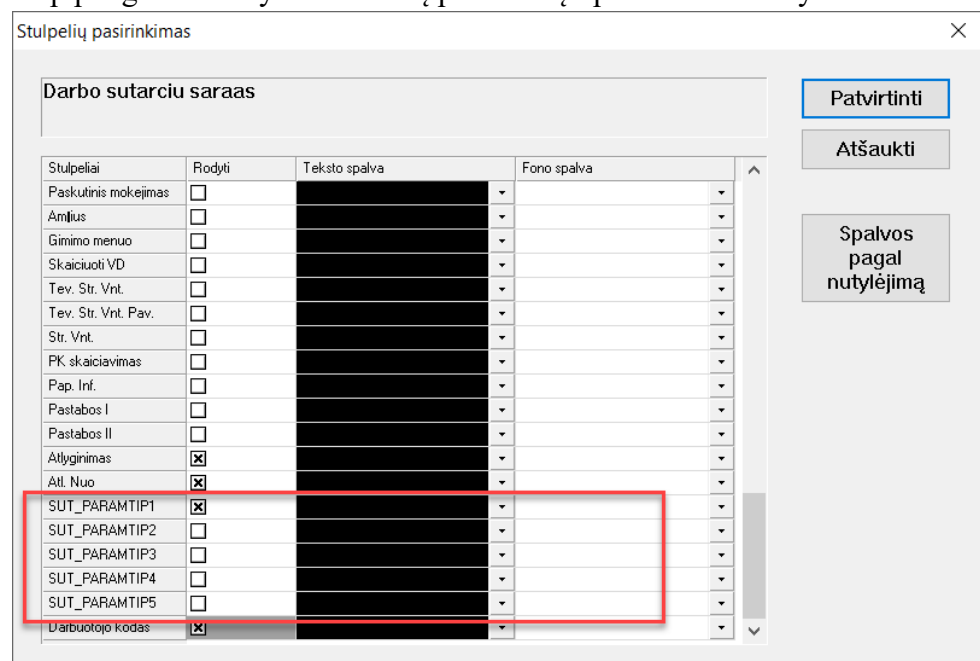 Stulpelių pasirinkimas
Darbo sutarciu saraas
Patvirtinti
Atšaukti
Spalvos
pagal
nutylėjimą
Stulpeliai Rodyti Teksto spalva Fono spalva
Paskutinis mokejimas
Amius
Gimimo menuo
Skaiciuoti VD
Tev. Str. Vnt.
Tev. Str. Vnt. Pav.
Str. Vnt.
PK skaiciavimas
Pap. Inf.
Pastabos I
Pastabos II
Atlyginimas
Atl. Nuo
SUT_PARAMTIP1
SUT_PARAMTIP2
SUT_PARAMTIP3
SUT_PARAMTIP4
SUT_PARAMTIP5
Darbuotojo kodas